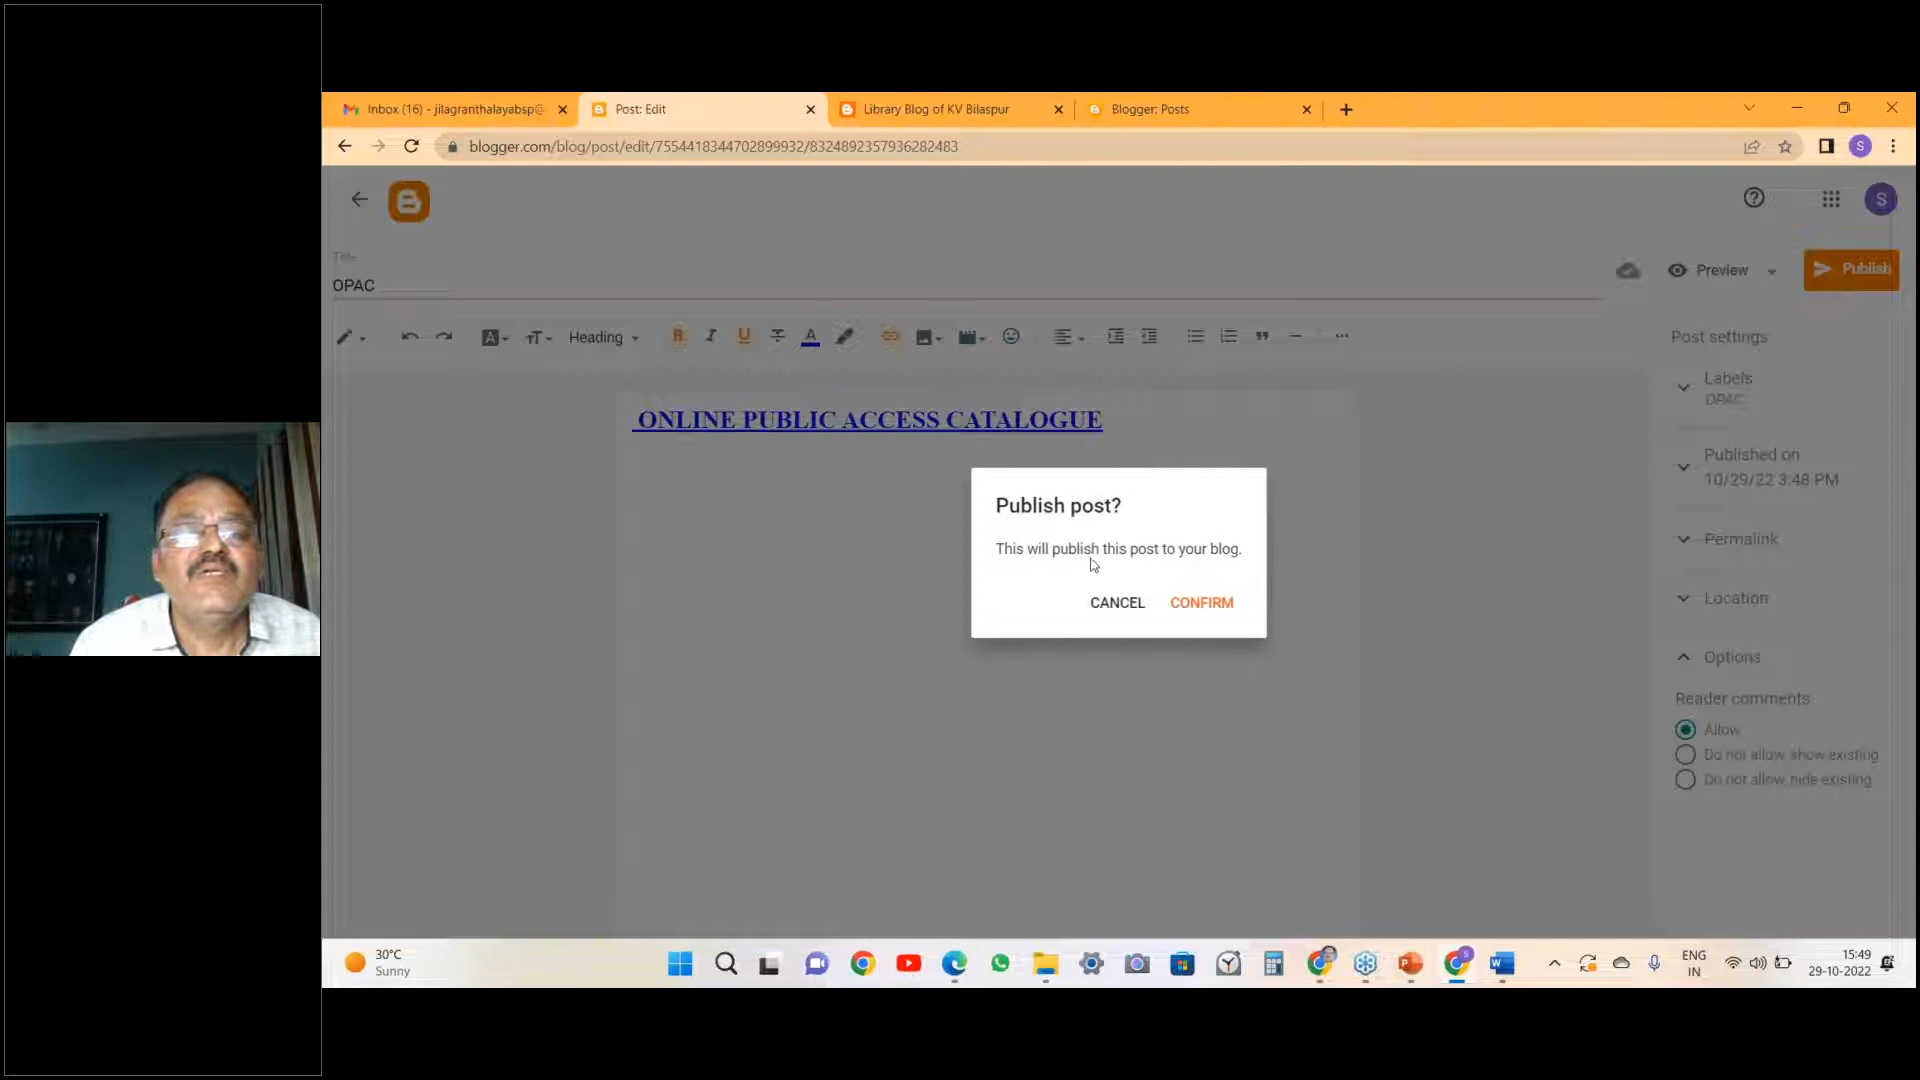 Inbox (16) - jilagranthalayabsp@
Post: Edit
Library Blog of KV Bilaspur
Blogger: Posts
blogger.com/blog/post/edit/7554418344702899932/8324892357936282483
S
S
Title
OPAC
Preview
Publish
Heading
Post settings
Labels
OPAC
ONLINE PUBLIC ACCESS CATALOGUE
Published on
10/29/22 3:48 PM
Publish post?
This will publish this post to your blog.
CANCEL
CONFIRM
Permalink
Location
Options
Reader comments
Allow
Do not allow show existing
Do not allow hide existing
30°C
Sunny
ENG
IN
15:49
29-10-2022